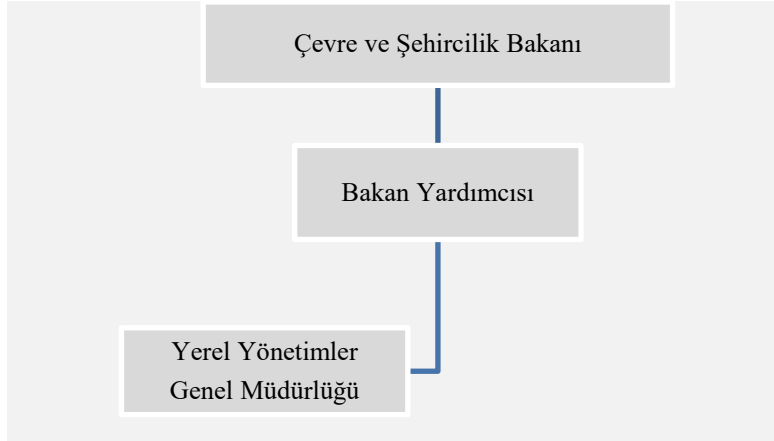 Çevre ve Şehircilik Bakanı
Bakan Yardımcısı
Yerel Yönetimler
Genel Müdürlüğü